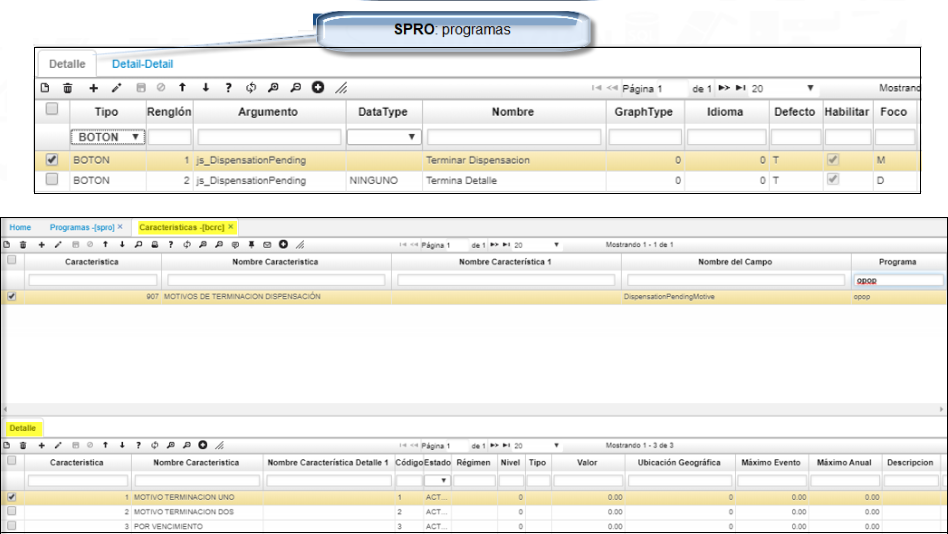 SPRO: programas
Detalle Detail-Detail
Página 1 de 1 20 Mostrand
Tipo Renglón Argumento DataType Nombre GraphType Idioma Defecto Habilitar Foco
BOTON
BOTON 1 js_DispensationPending Terminar Dispensacion 0 0 T M
BOTON 2 js_DispensationPending NINGUNO Termina Detalle 0 0 T D
Home Programas -[spro] × Caracteristicas -[bcrc] ×
Página 1 de 1 20 Mostrando 1 - 1 de 1
Caracteristica Nombre Caracteristica Nombre Característica 1 Nombre del Campo Programa
opop
907 MOTIVOS DE TERMINACION DISPENSACIÓN DispensationPendingMotive opop
Detalle
Página 1 de 1 20 Mostrando 1 - 3 de 3
Caracteristica Nombre Caracteristica Nombre Característica Detalle 1 Código Estado Régimen Nivel Tipo Valor Ubicación Geográfica Máximo Evento Máximo Anual Descripcion
1 MOTIVO TERMINACION UNO 1 ACT... 0 0.00 0 0.00 0.00
2 MOTIVO TERMINACION DOS 2 ACT... 0 0.00 0 0.00 0.00
3 POR VENCIMIENTO 3 ACT... 0 0.00 0 0.00 0.00